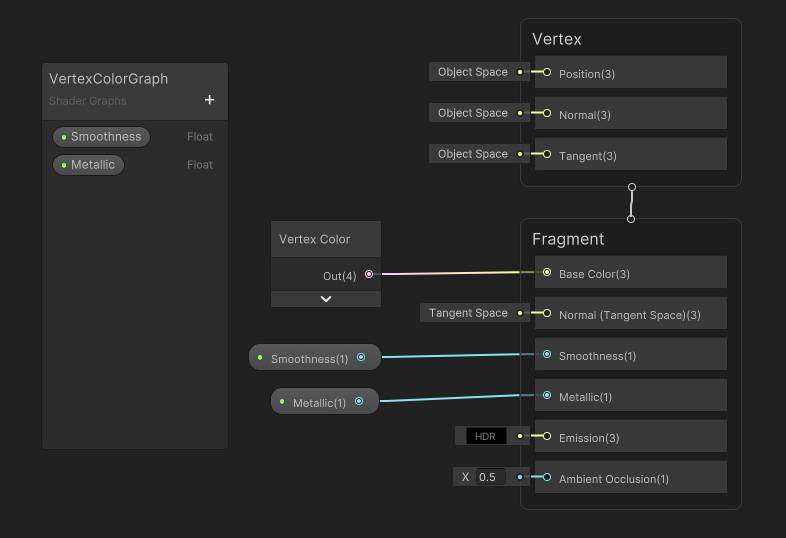 VertexColorGraph
Shader Graphs
+
Smoothness Float
Metallic Float
Vertex
Object Space Position(3)
Object Space Normal(3)
Object Space Tangent(3)
Fragment
Vertex Color
Out(4)
Base Color(3)
Tangent Space Normal (Tangent Space)(3)
Smoothness(1) Smoothness(1)
Metallic(1) Metallic(1)
HDR Emission(3)
X 0.5 Ambient Occlusion(1)